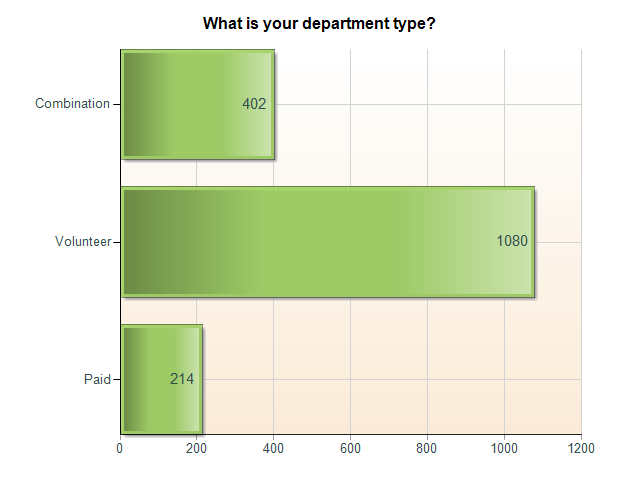 What is your department type?
Combination
402
Volunteer
1080
Paid
214
0 200 400 600 800 1000 1200